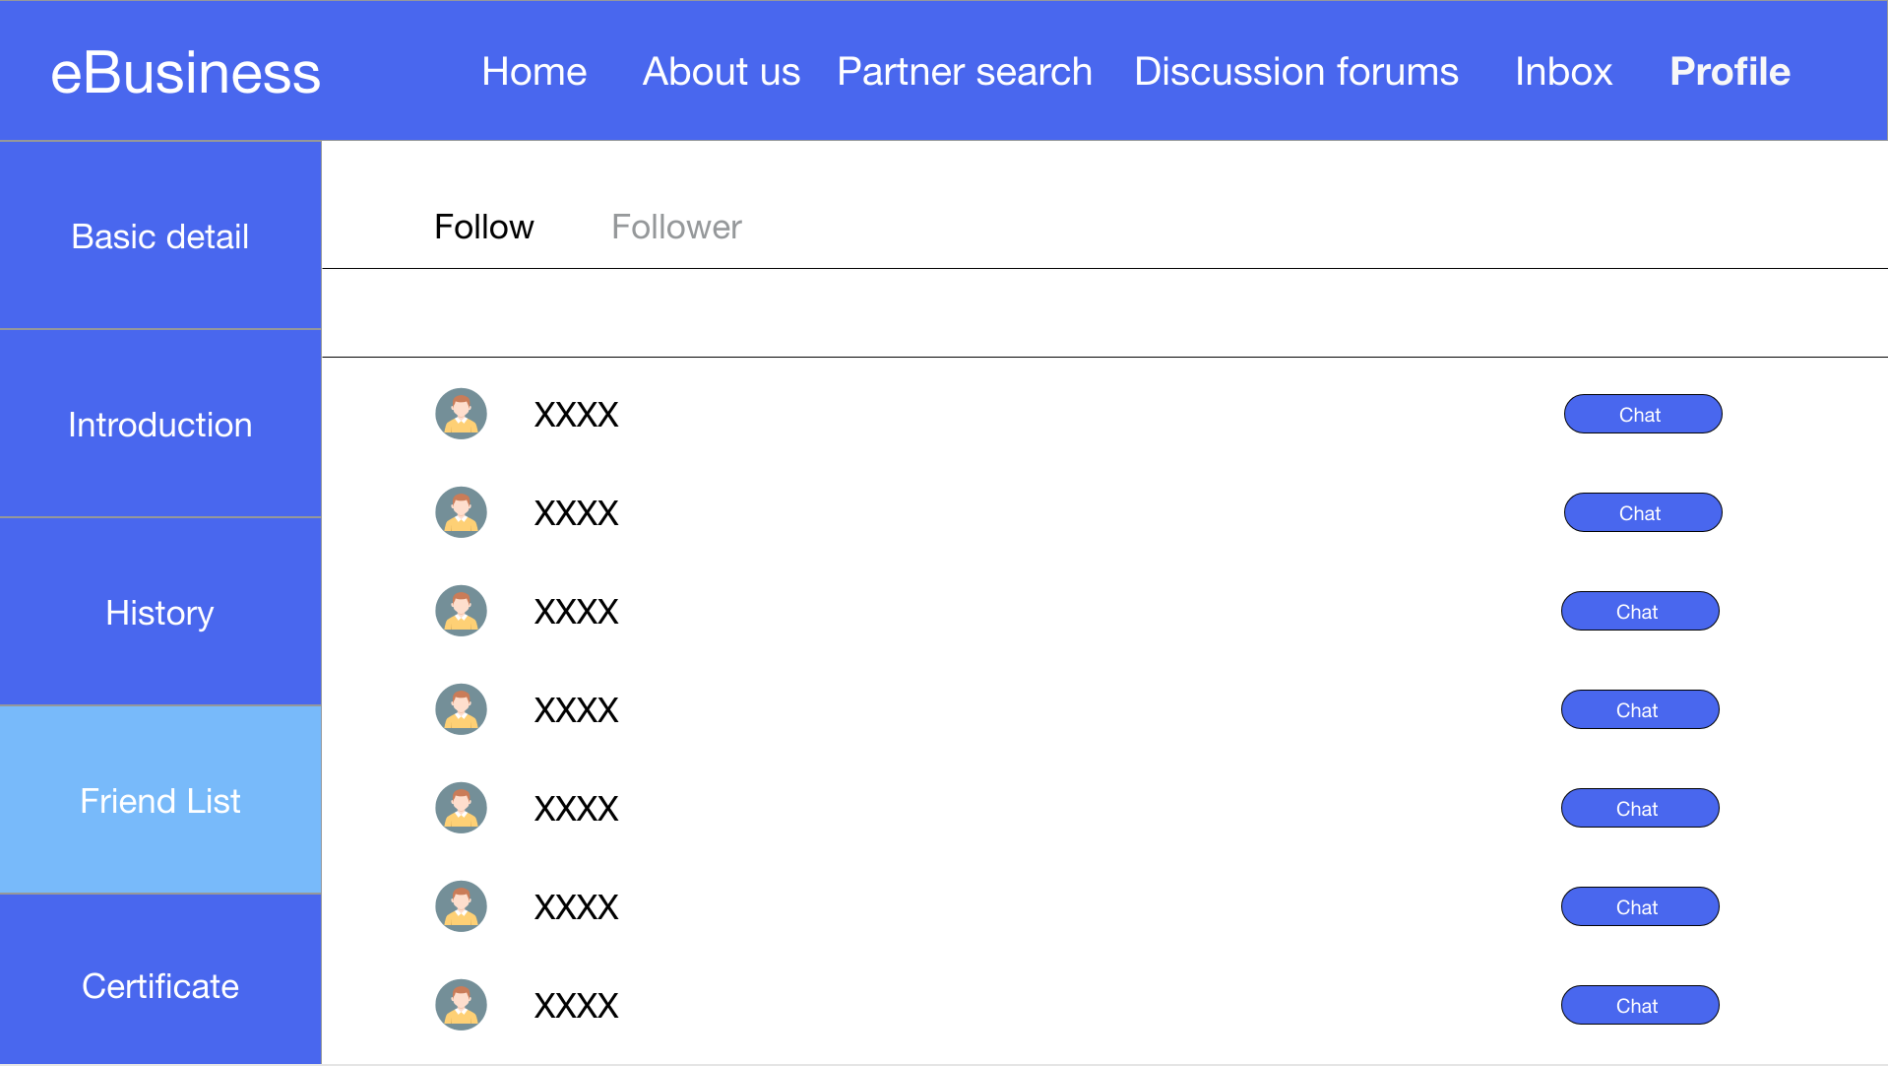 eBusiness Home About us Partner search Discussion forums Inbox Profile
Basic detail
Introduction
History
Friend List
Certificate
Follow Follower
XXXX Chat
XXXX Chat
XXXX Chat
XXXX Chat
XXXX Chat
XXXX Chat
XXXX Chat